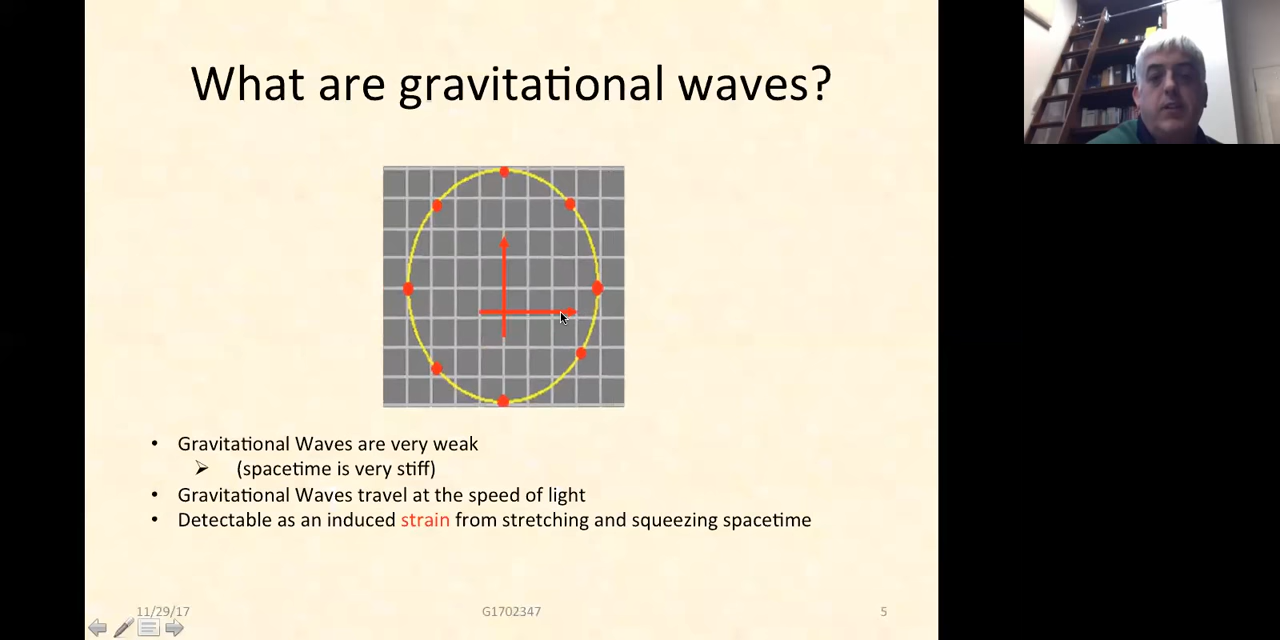 What are gravitational waves?
• Gravitational Waves are very weak
➢ (spacetime is very stiff)
• Gravitational Waves travel at the speed of light
• Detectable as an induced strain from stretching and squeezing spacetime
11/29/17 G1702347 5